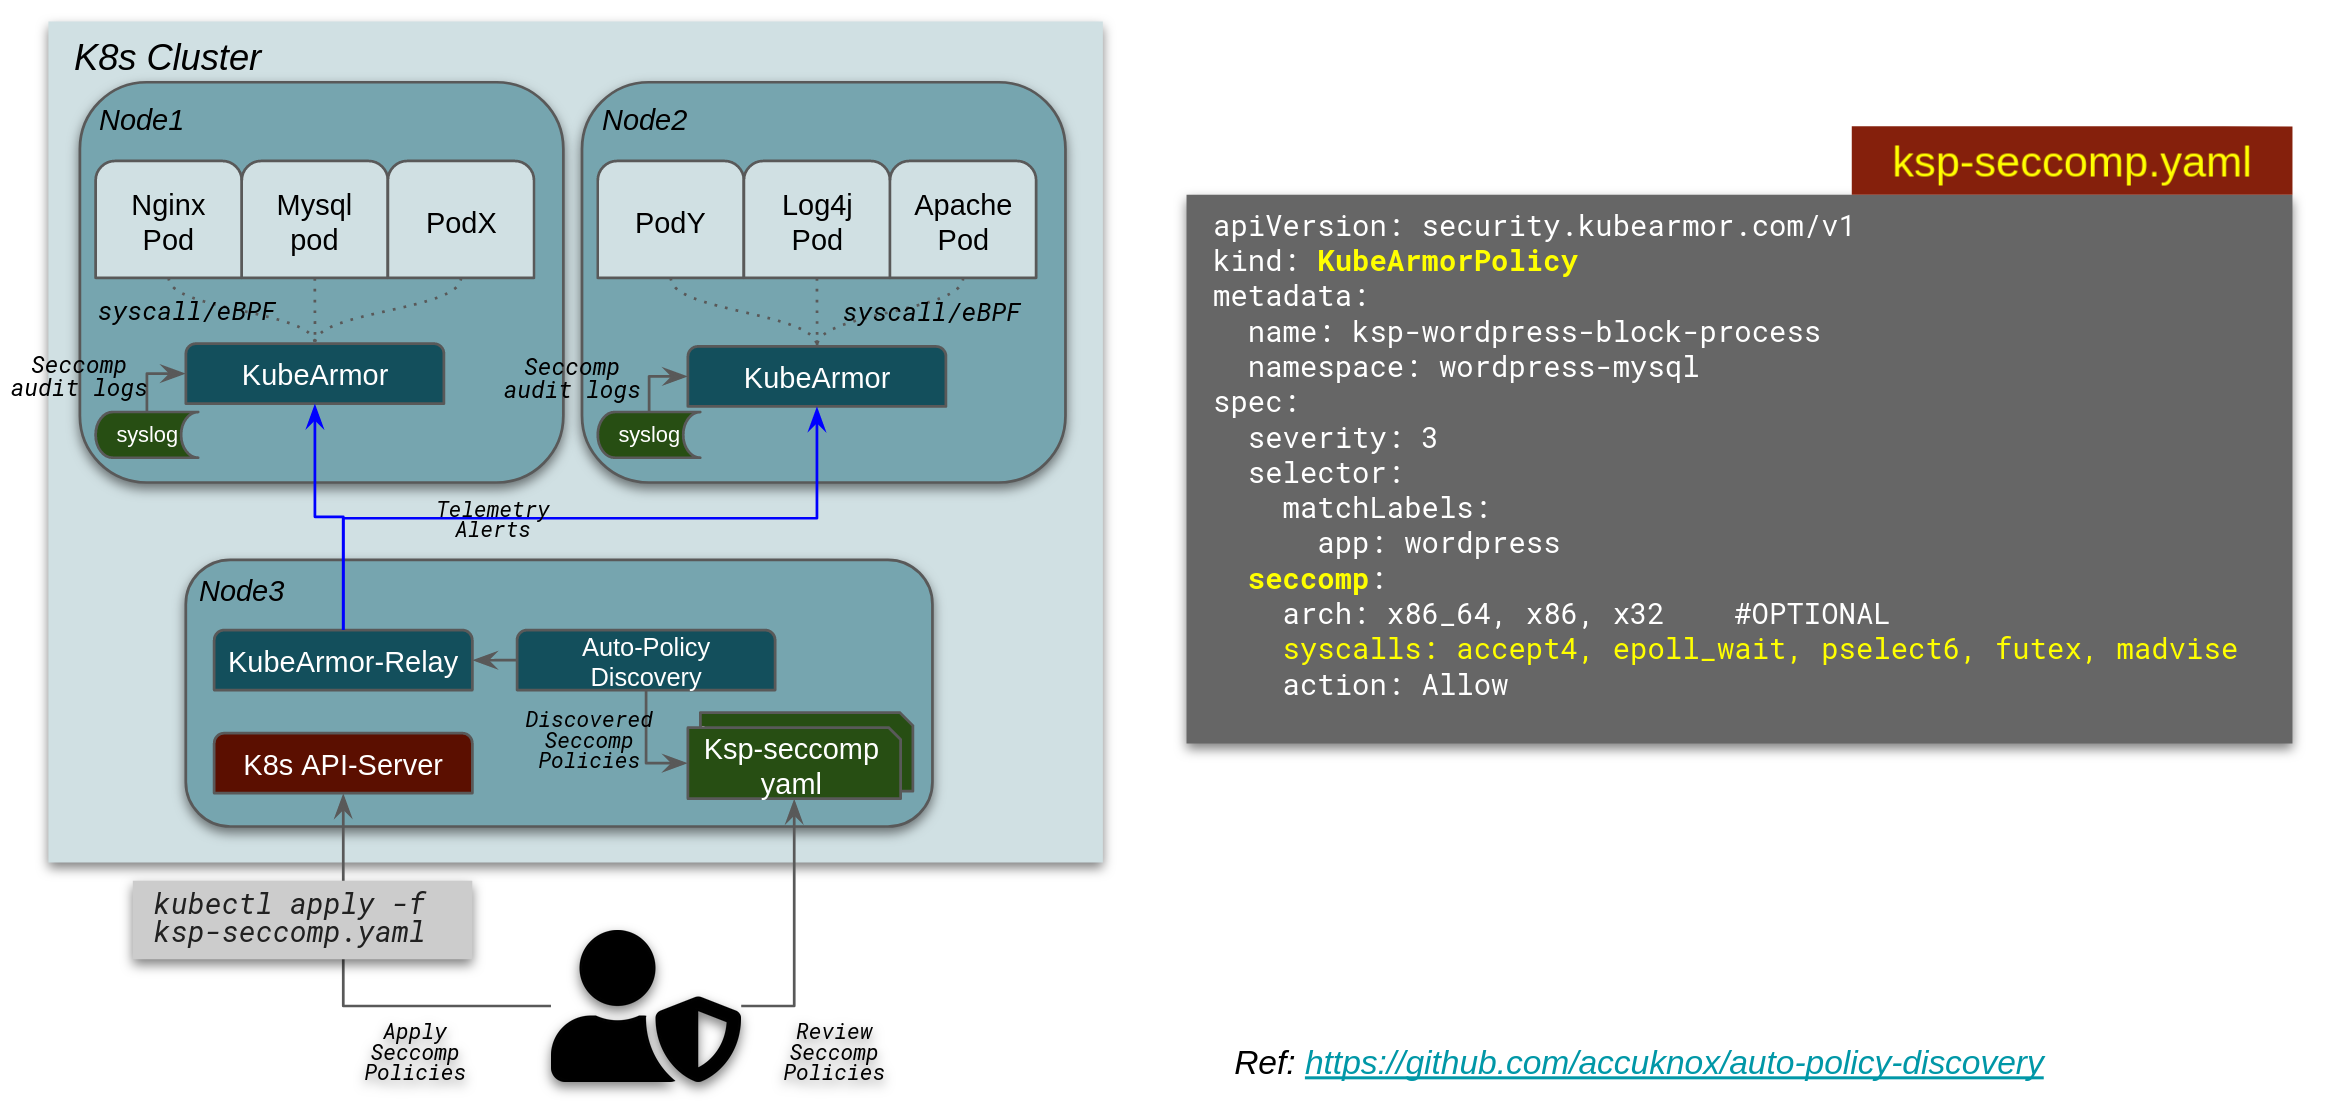 K8s Cluster
Node1
Nginx
Pod
Mysql
pod
PodX
syscall/eBPF
Seccomp
audit logs
KubeArmor
syslog
Node2
PodY
Log4j
Pod
Apache
Pod
syscall/eBPF
Seccomp
audit logs
KubeArmor
syslog
Telemetry
Alerts
Node3
KubeArmor-Relay
Auto-Policy
Discovery
Discovered
Seccomp
Policies
K8s API-Server
Ksp-seccomp
yaml
kubectl apply -f
ksp-seccomp.yaml
Apply
Seccomp
Policies
Review
Seccomp
Policies
ksp-seccomp.yaml
apiVersion: security.kubearmor.com/v1
kind: KubeArmorPolicy
metadata:
  name: ksp-wordpress-block-process
  namespace: wordpress-mysql
spec:
  severity: 3
  selector:
    matchLabels:
      app: wordpress
  seccomp:
    arch: x86_64, x86, x32    #OPTIONAL
    syscalls: accept4, epoll_wait, pselect6, futex, madvise
    action: Allow
Ref: https://github.com/accuknox/auto-policy-discovery